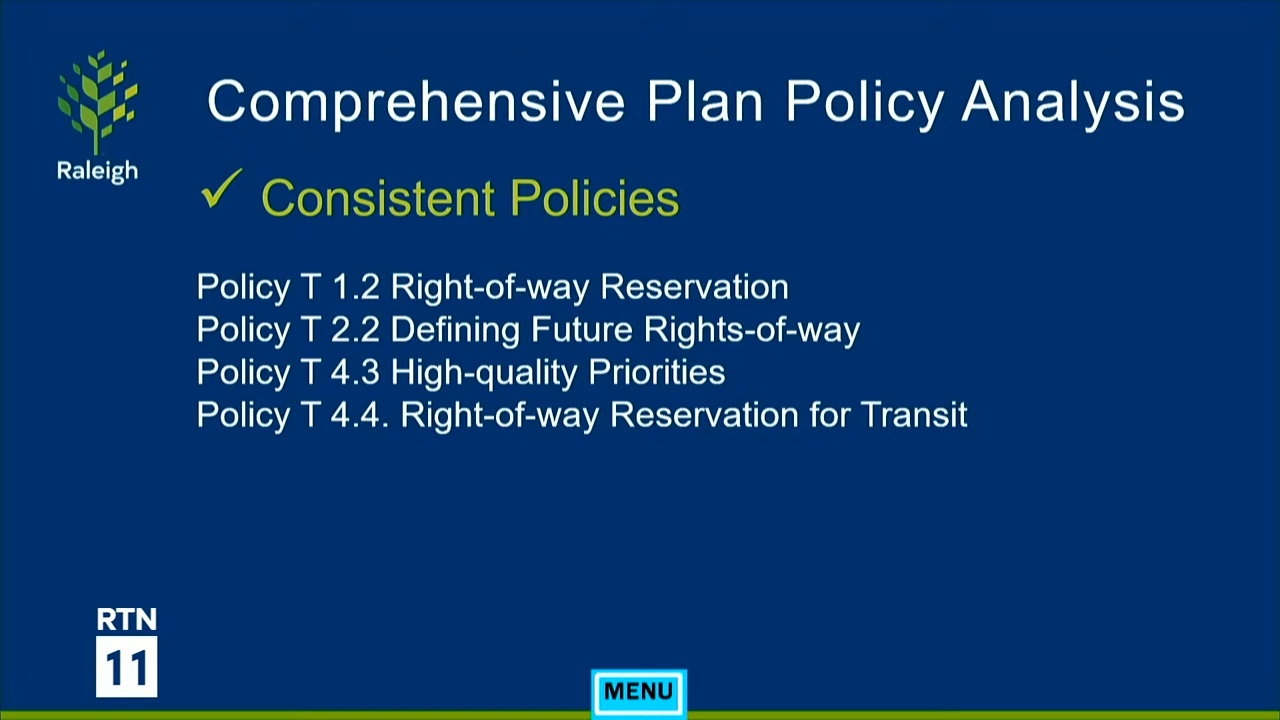 Comprehensive Plan Policy Analysis
Raleigh
✓ Consistent Policies
Policy T 1.2 Right-of-way Reservation
Policy T 2.2 Defining Future Rights-of-way
Policy T 4.3 High-quality Priorities
Policy T 4.4. Right-of-way Reservation for Transit
RTN
11
MENU